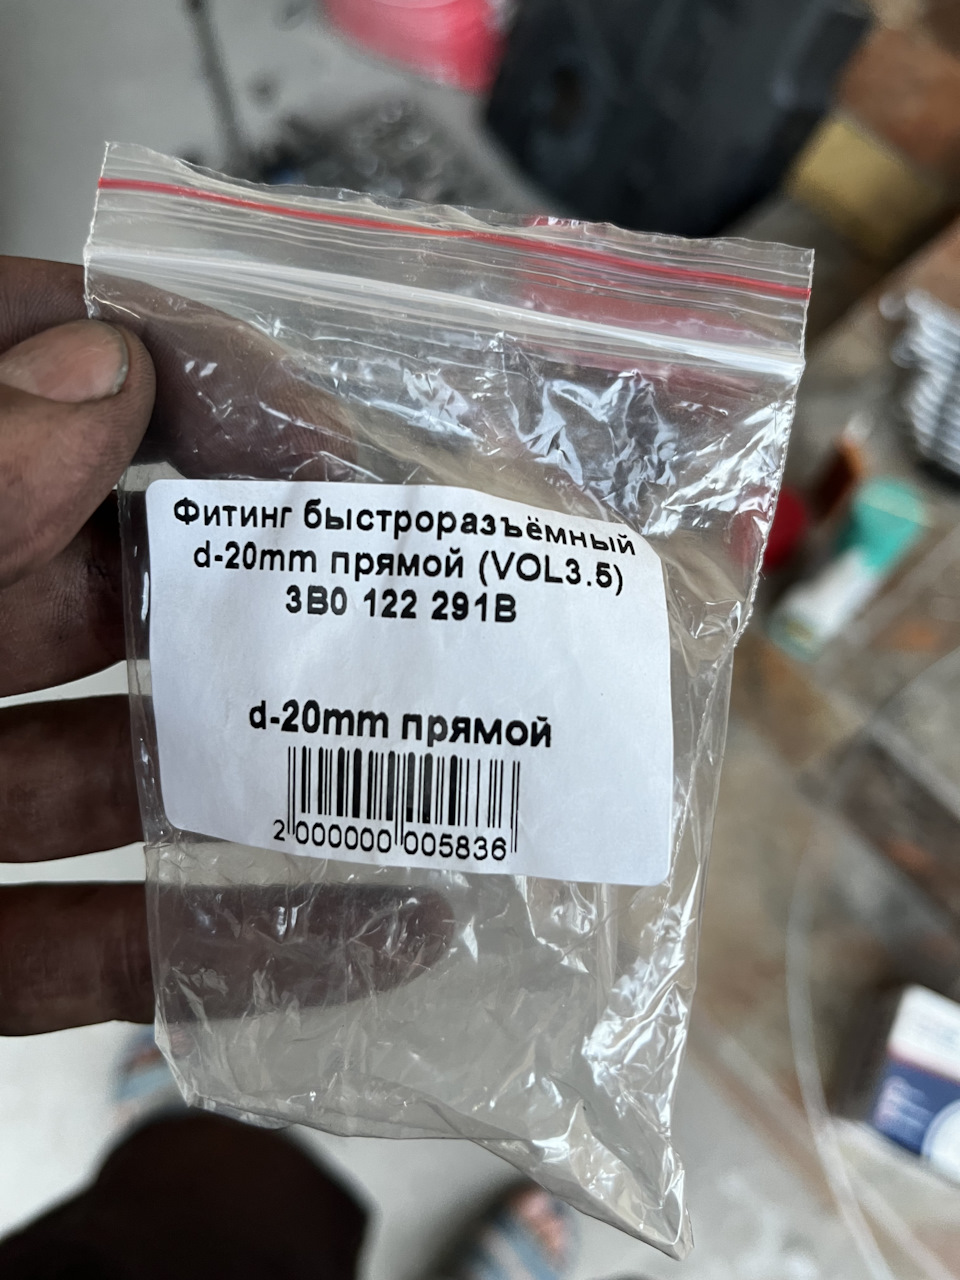 Фитинг быстроразъёмный
d-20mm прямой (VOL3.5)
3B0 122 291B
d-20mm прямой
2 000000 005836